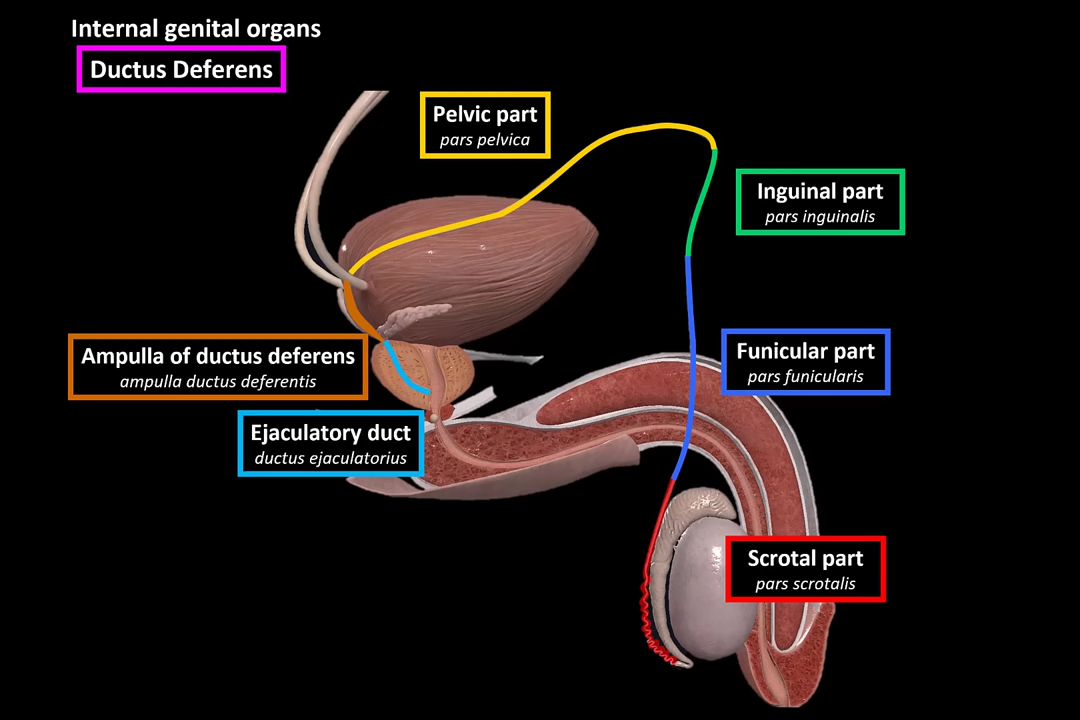 Internal genital organs
Ductus Deferens
Pelvic part
pars pelvica
Inguinal part
pars inguinalis
Ampulla of ductus deferens
ampulla ductus deferentis
Funicular part
pars funicularis
Ejaculatory duct
ductus ejaculatorius
Scrotal part
pars scrotalis